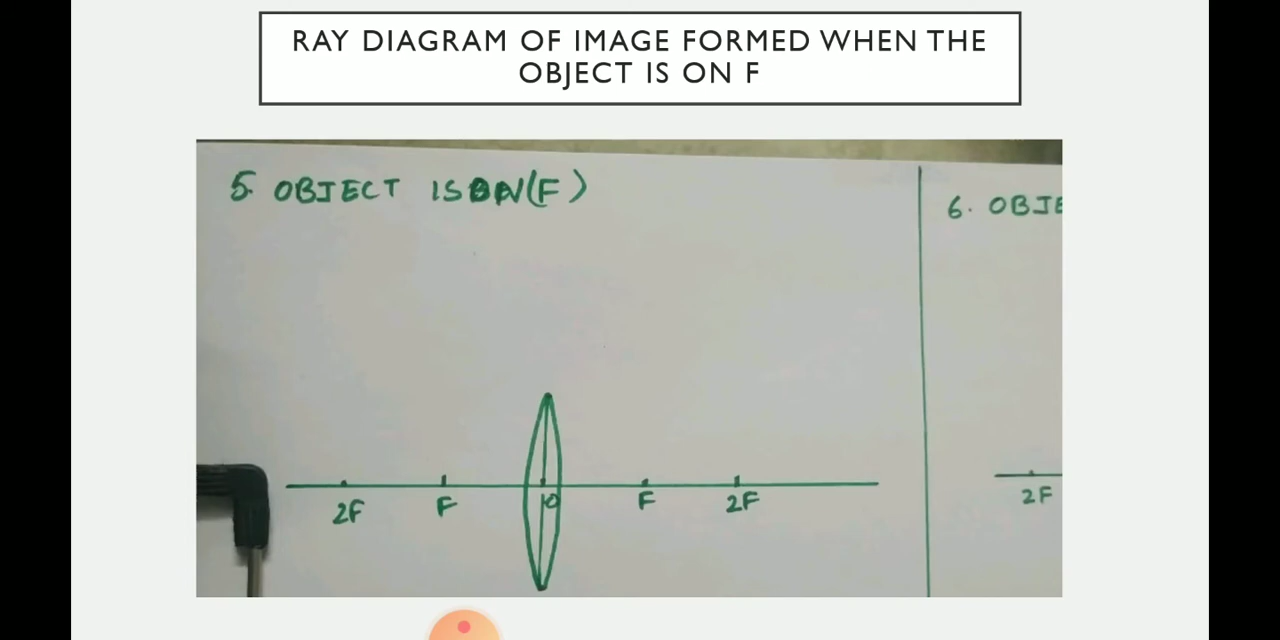 RAY DIAGRAM OF IMAGE FORMED WHEN THE
OBJECT IS ON F
5. OBJECT IS ON (F)
6. OBJE
2F F O F 2F
2F